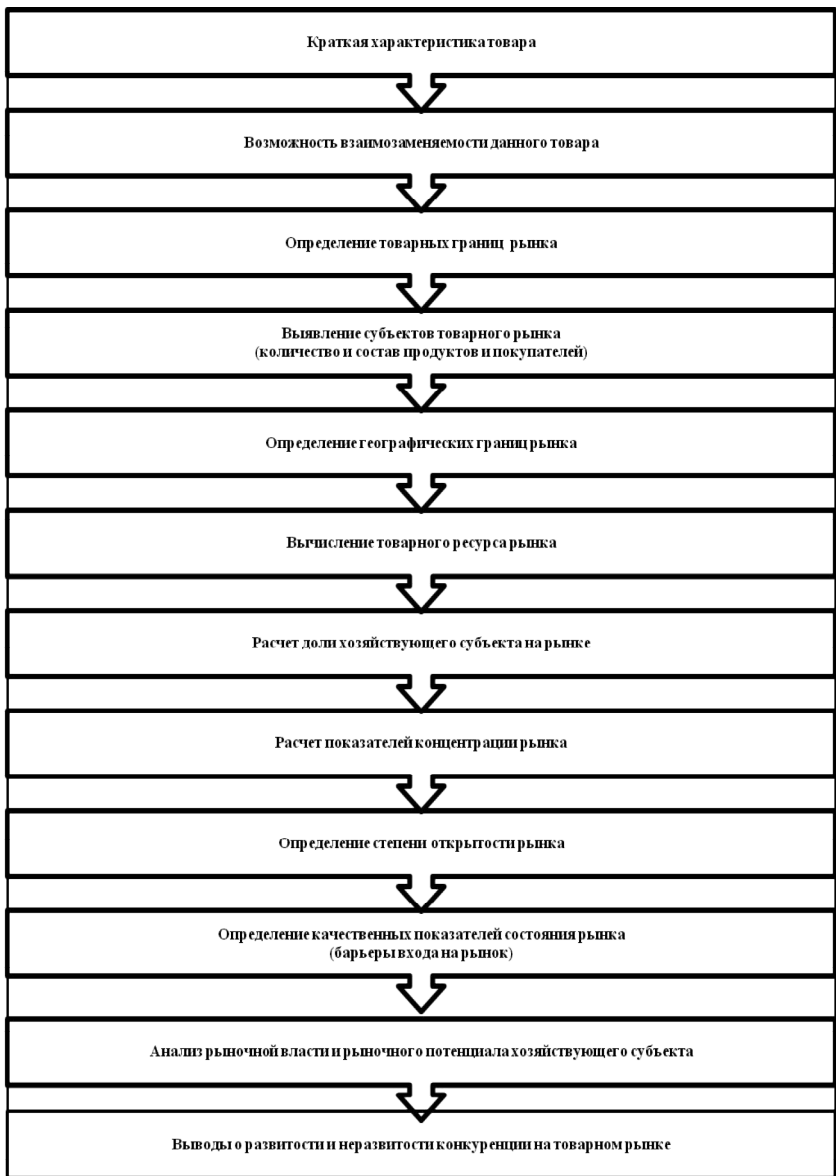 Краткая характеристика товара
Возможность взаимозаменяемости данного товара
Определение товарных границ рынка
Выявление субъектов товарного рынка
(количество и состав продуктов и покупателей)
Определение географических границ рынка
Вычисление товарного ресурса рынка
Расчет доли хозяйствующего субъекта на рынке
Расчет показателей концентрации рынка
Определение степени открытости рынка
Определение качественных показателей состояния рынка
(барьеры входа на рынок)
Анализ рыночной власти и рыночного потенциала хозяйствующего субъекта
Выводы о развитости и неразвитости конкуренции на товарном рынке